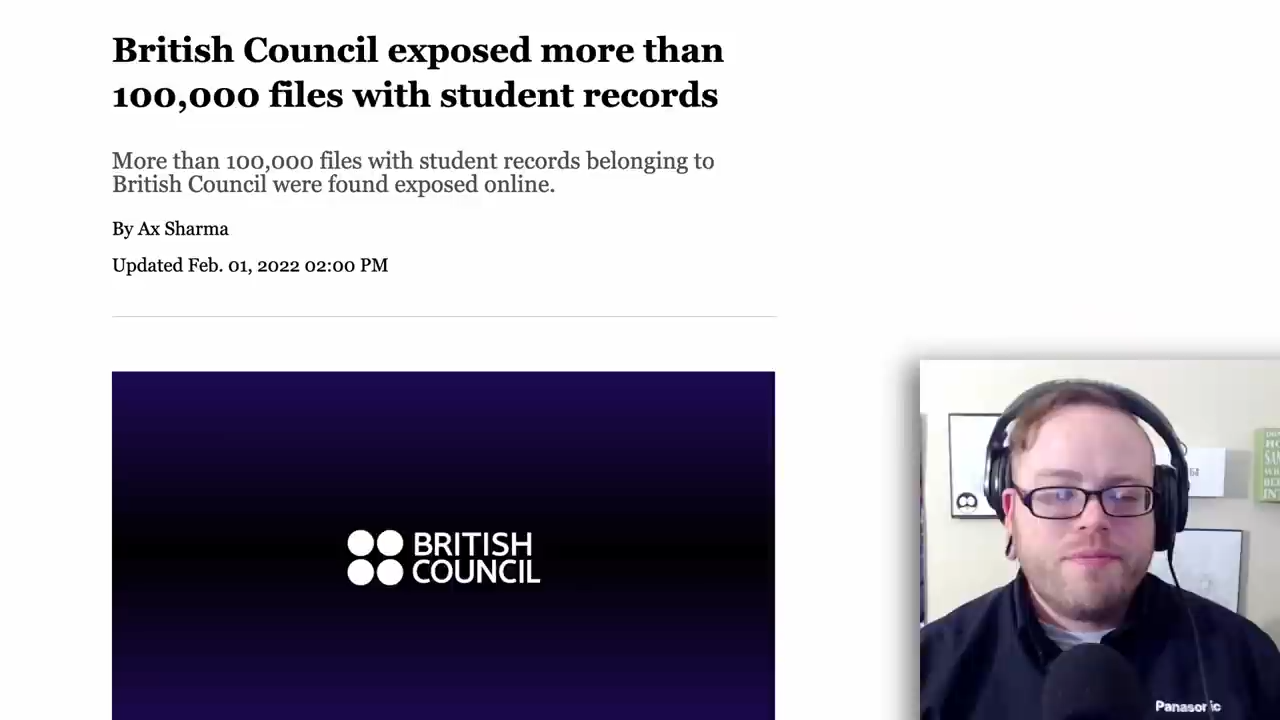 British Council exposed more than
100,000 files with student records
More than 100,000 files with student records belonging to
British Council were found exposed online.
By Ax Sharma
Updated Feb. 01, 2022 02:00 PM
BRITISH
COUNCIL
Panasonic